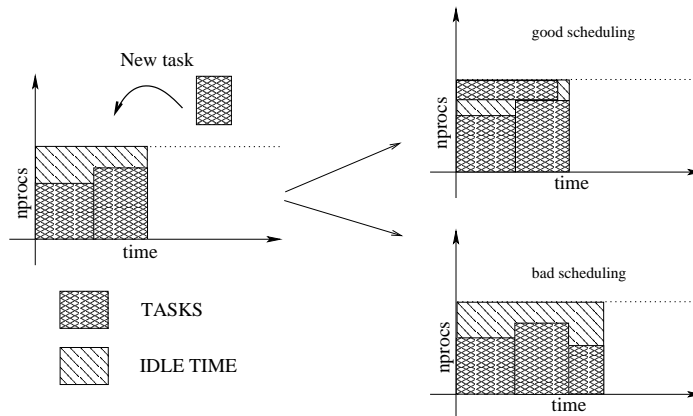 good scheduling
New task
nprocs
time
nprocs
time
bad scheduling
TASKS
IDLE TIME
nprocs
time